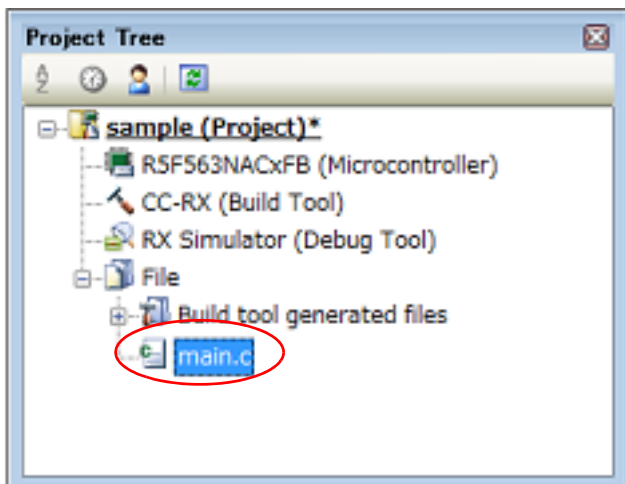 Project Tree
sample (Project)*
R5F563NACxFB (Microcontroller)
CC-RX (Build Tool)
RX Simulator (Debug Tool)
File
Build tool generated files
main.c